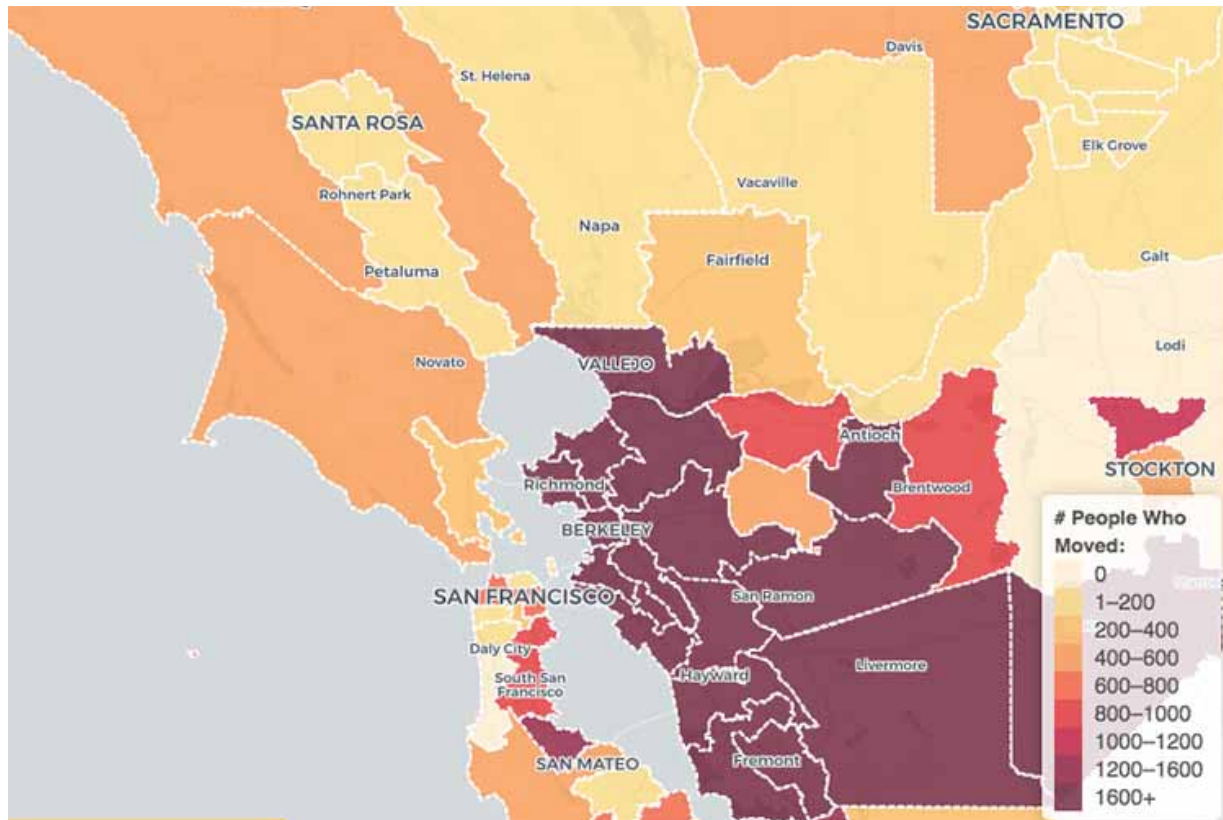 SACRAMENTO
Davis
St. Helena
SANTA ROSA
Elk Grove
Vacaville
Rohnert Park
Napa
Galt
Fairfield
Petaluma
Lodi
Novato
VALLEJO
Antioch
STOCKTON
Richmond
Brentwood
BERKELEY
SAN FRANCISCO
San Ramon
Daly City
Livermore
South San
Francisco
Hayward
SAN MATEO
Fremont
# People Who
Moved:
0
1–200
200–400
400–600
600–800
800–1000
1000–1200
1200–1600
1600+